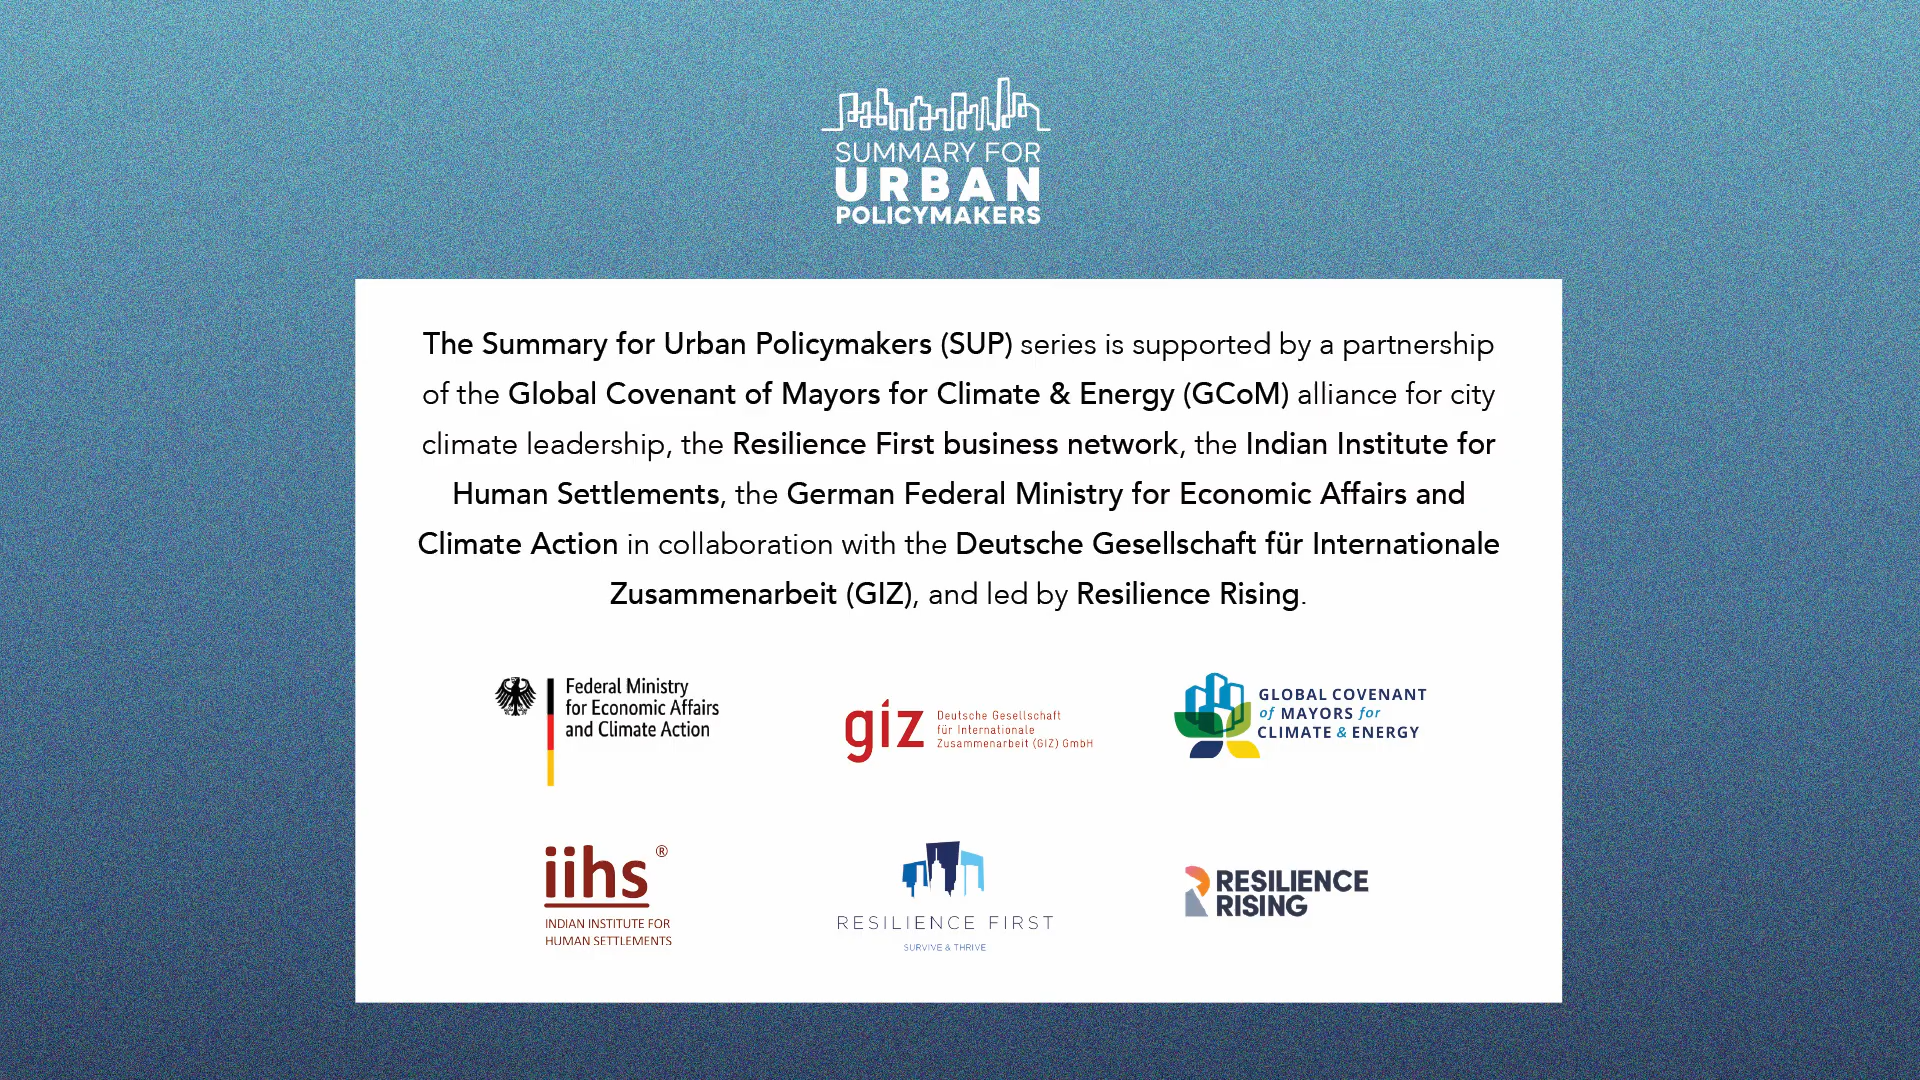 SUMMARY FOR
URBAN
POLICYMAKERS
The Summary for Urban Policymakers (SUP) series is supported by a partnership
of the Global Covenant of Mayors for Climate & Energy (GCoM) alliance for city
climate leadership, the Resilience First business network, the Indian Institute for
Human Settlements, the German Federal Ministry for Economic Affairs and
Climate Action in collaboration with the Deutsche Gesellschaft für Internationale
Zusammenarbeit (GIZ), and led by Resilience Rising.
Federal Ministry
for Economic Affairs
and Climate Action
giz
Deutsche Gesellschaft
für Internationale
Zusammenarbeit (GIZ) GmbH
GLOBAL COVENANT
of MAYORS for
CLIMATE & ENERGY
iihs ®
INDIAN INSTITUTE FOR
HUMAN SETTLEMENTS
RESILIENCE FIRST
SURVIVE & THRIVE
RESILIENCE
RISING